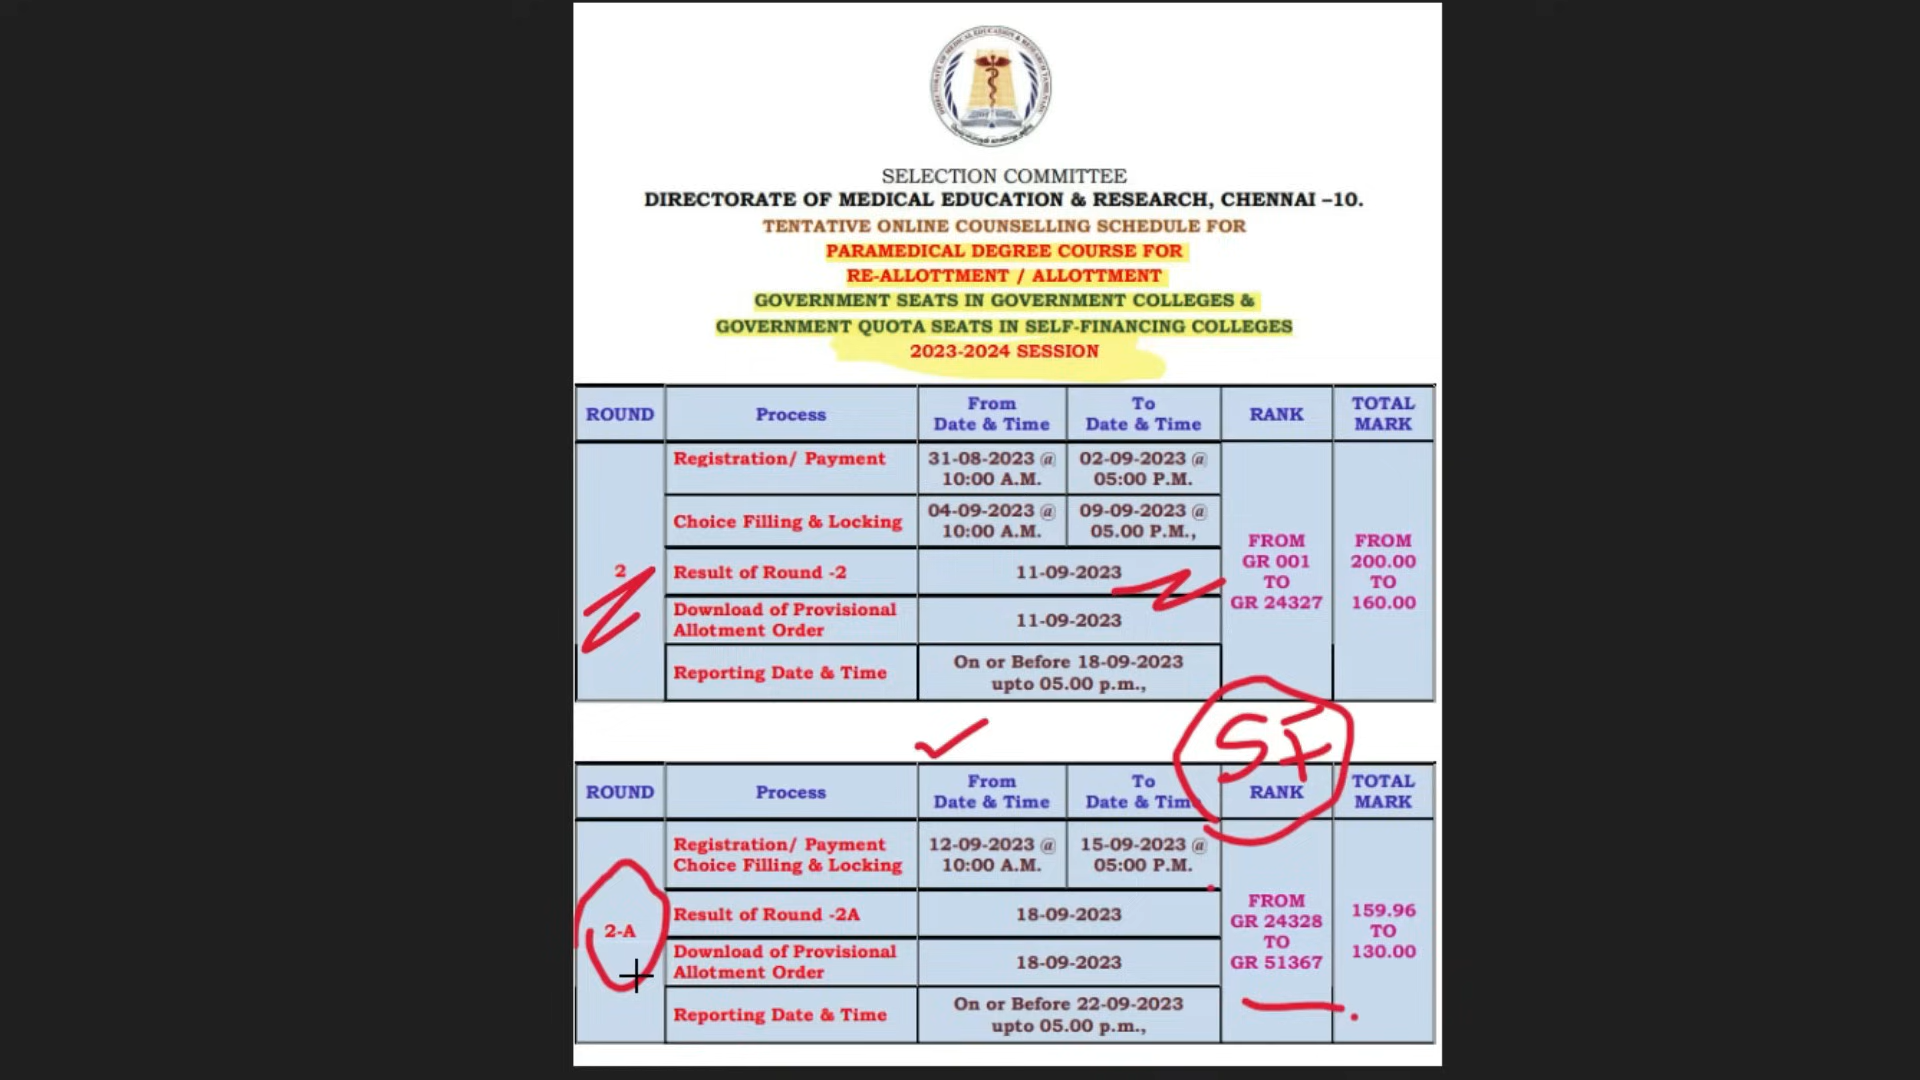 SELECTION COMMITTEE
DIRECTORATE OF MEDICAL EDUCATION & RESEARCH, CHENNAI –10.
TENTATIVE ONLINE COUNSELLING SCHEDULE FOR
PARAMEDICAL DEGREE COURSE FOR
RE-ALLOTTMENT / ALLOTTMENT
GOVERNMENT SEATS IN GOVERNMENT COLLEGES &
GOVERNMENT QUOTA SEATS IN SELF-FINANCING COLLEGES
2023-2024 SESSION
ROUND Process From Date & Time To Date & Time RANK TOTAL MARK
2
Registration/ Payment 31-08-2023 @ 10:00 A.M. 02-09-2023 @ 05:00 P.M.
Choice Filling & Locking 04-09-2023 @ 10:00 A.M. 09-09-2023 @ 05.00 P.M.,
Result of Round -2 11-09-2023
Download of Provisional Allotment Order 11-09-2023
Reporting Date & Time On or Before 18-09-2023 upto 05.00 p.m.,
FROM GR 001 TO GR 24327
FROM 200.00 TO 160.00
SF
ROUND Process From Date & Time To Date & Time RANK TOTAL MARK
2-A
Registration/ Payment Choice Filling & Locking 12-09-2023 @ 10:00 A.M. 15-09-2023 @ 05:00 P.M.
Result of Round -2A 18-09-2023
Download of Provisional Allotment Order 18-09-2023
Reporting Date & Time On or Before 22-09-2023 upto 05.00 p.m.,
FROM GR 24328 TO GR 51367
159.96 TO 130.00